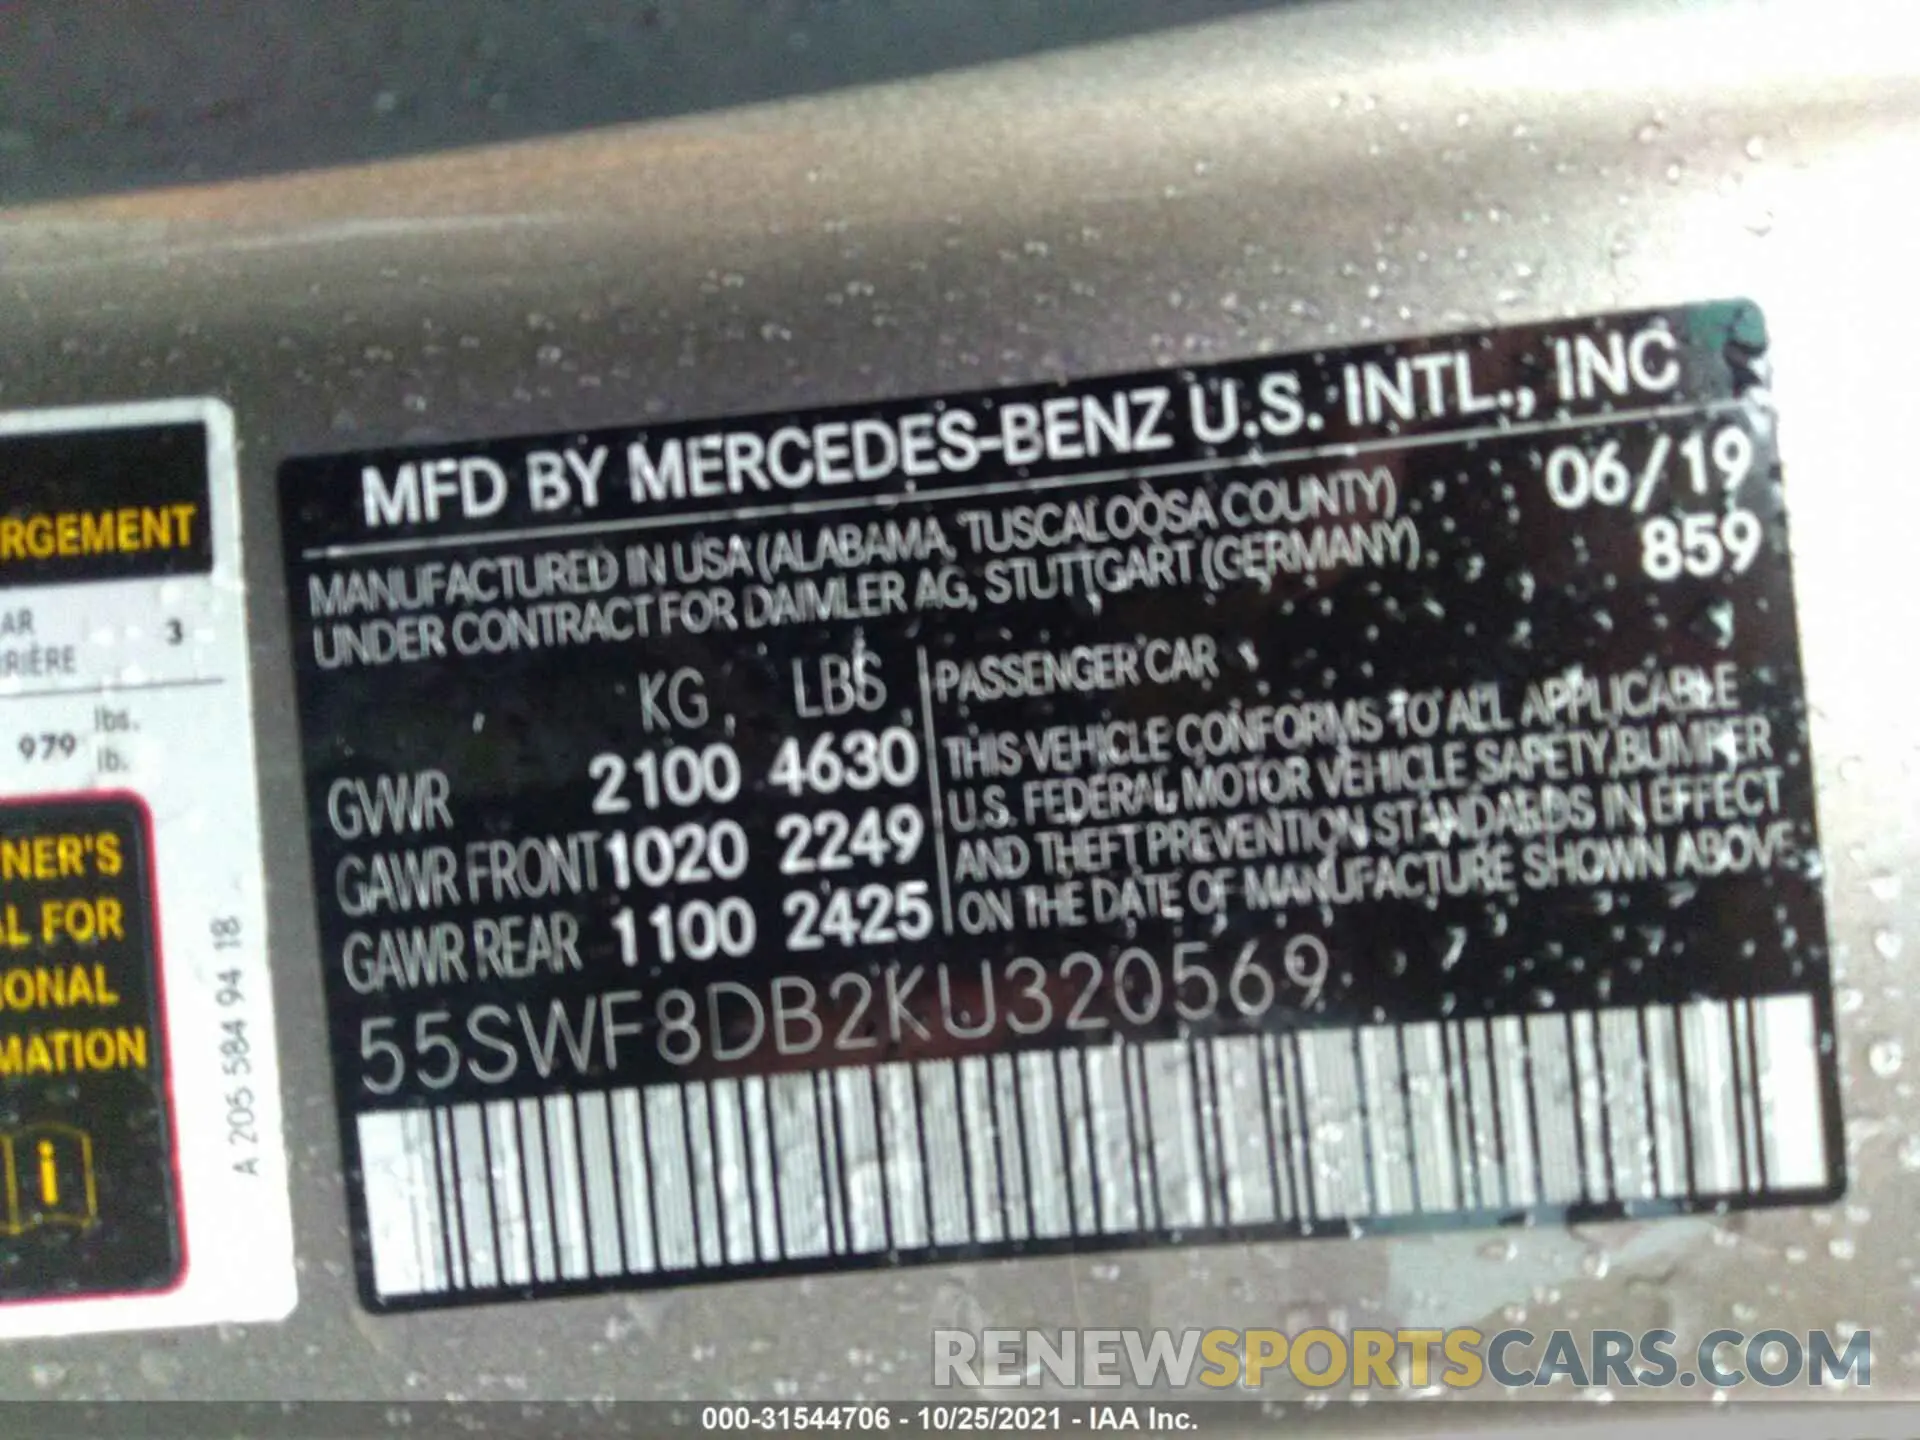 RGEMENT
AR 3
RIÈRE
979 lbs.
lb.
NER'S
AL FOR
IONAL
MATION
i
A 205 584 94 18
MFD BY MERCEDES-BENZ U.S. INTL., INC
MANUFACTURED IN USA (ALABAMA, TUSCALOOSA COUNTY) 06/19
UNDER CONTRACT FOR DAIMLER AG, STUTTGART (GERMANY) 859
KG LBS
GVWR 2100 4630
GAWR FRONT 1020 2249
GAWR REAR 1100 2425
PASSENGER CAR
THIS VEHICLE CONFORMS TO ALL APPLICABLE
U.S. FEDERAL MOTOR VEHICLE SAFETY, BUMPER
AND THEFT PREVENTION STANDARDS IN EFFECT
ON THE DATE OF MANUFACTURE SHOWN ABOVE
55SWF8DB2KU320569
RENEWSPORTSCARS.COM
000-31544706 - 10/25/2021 - IAA Inc.